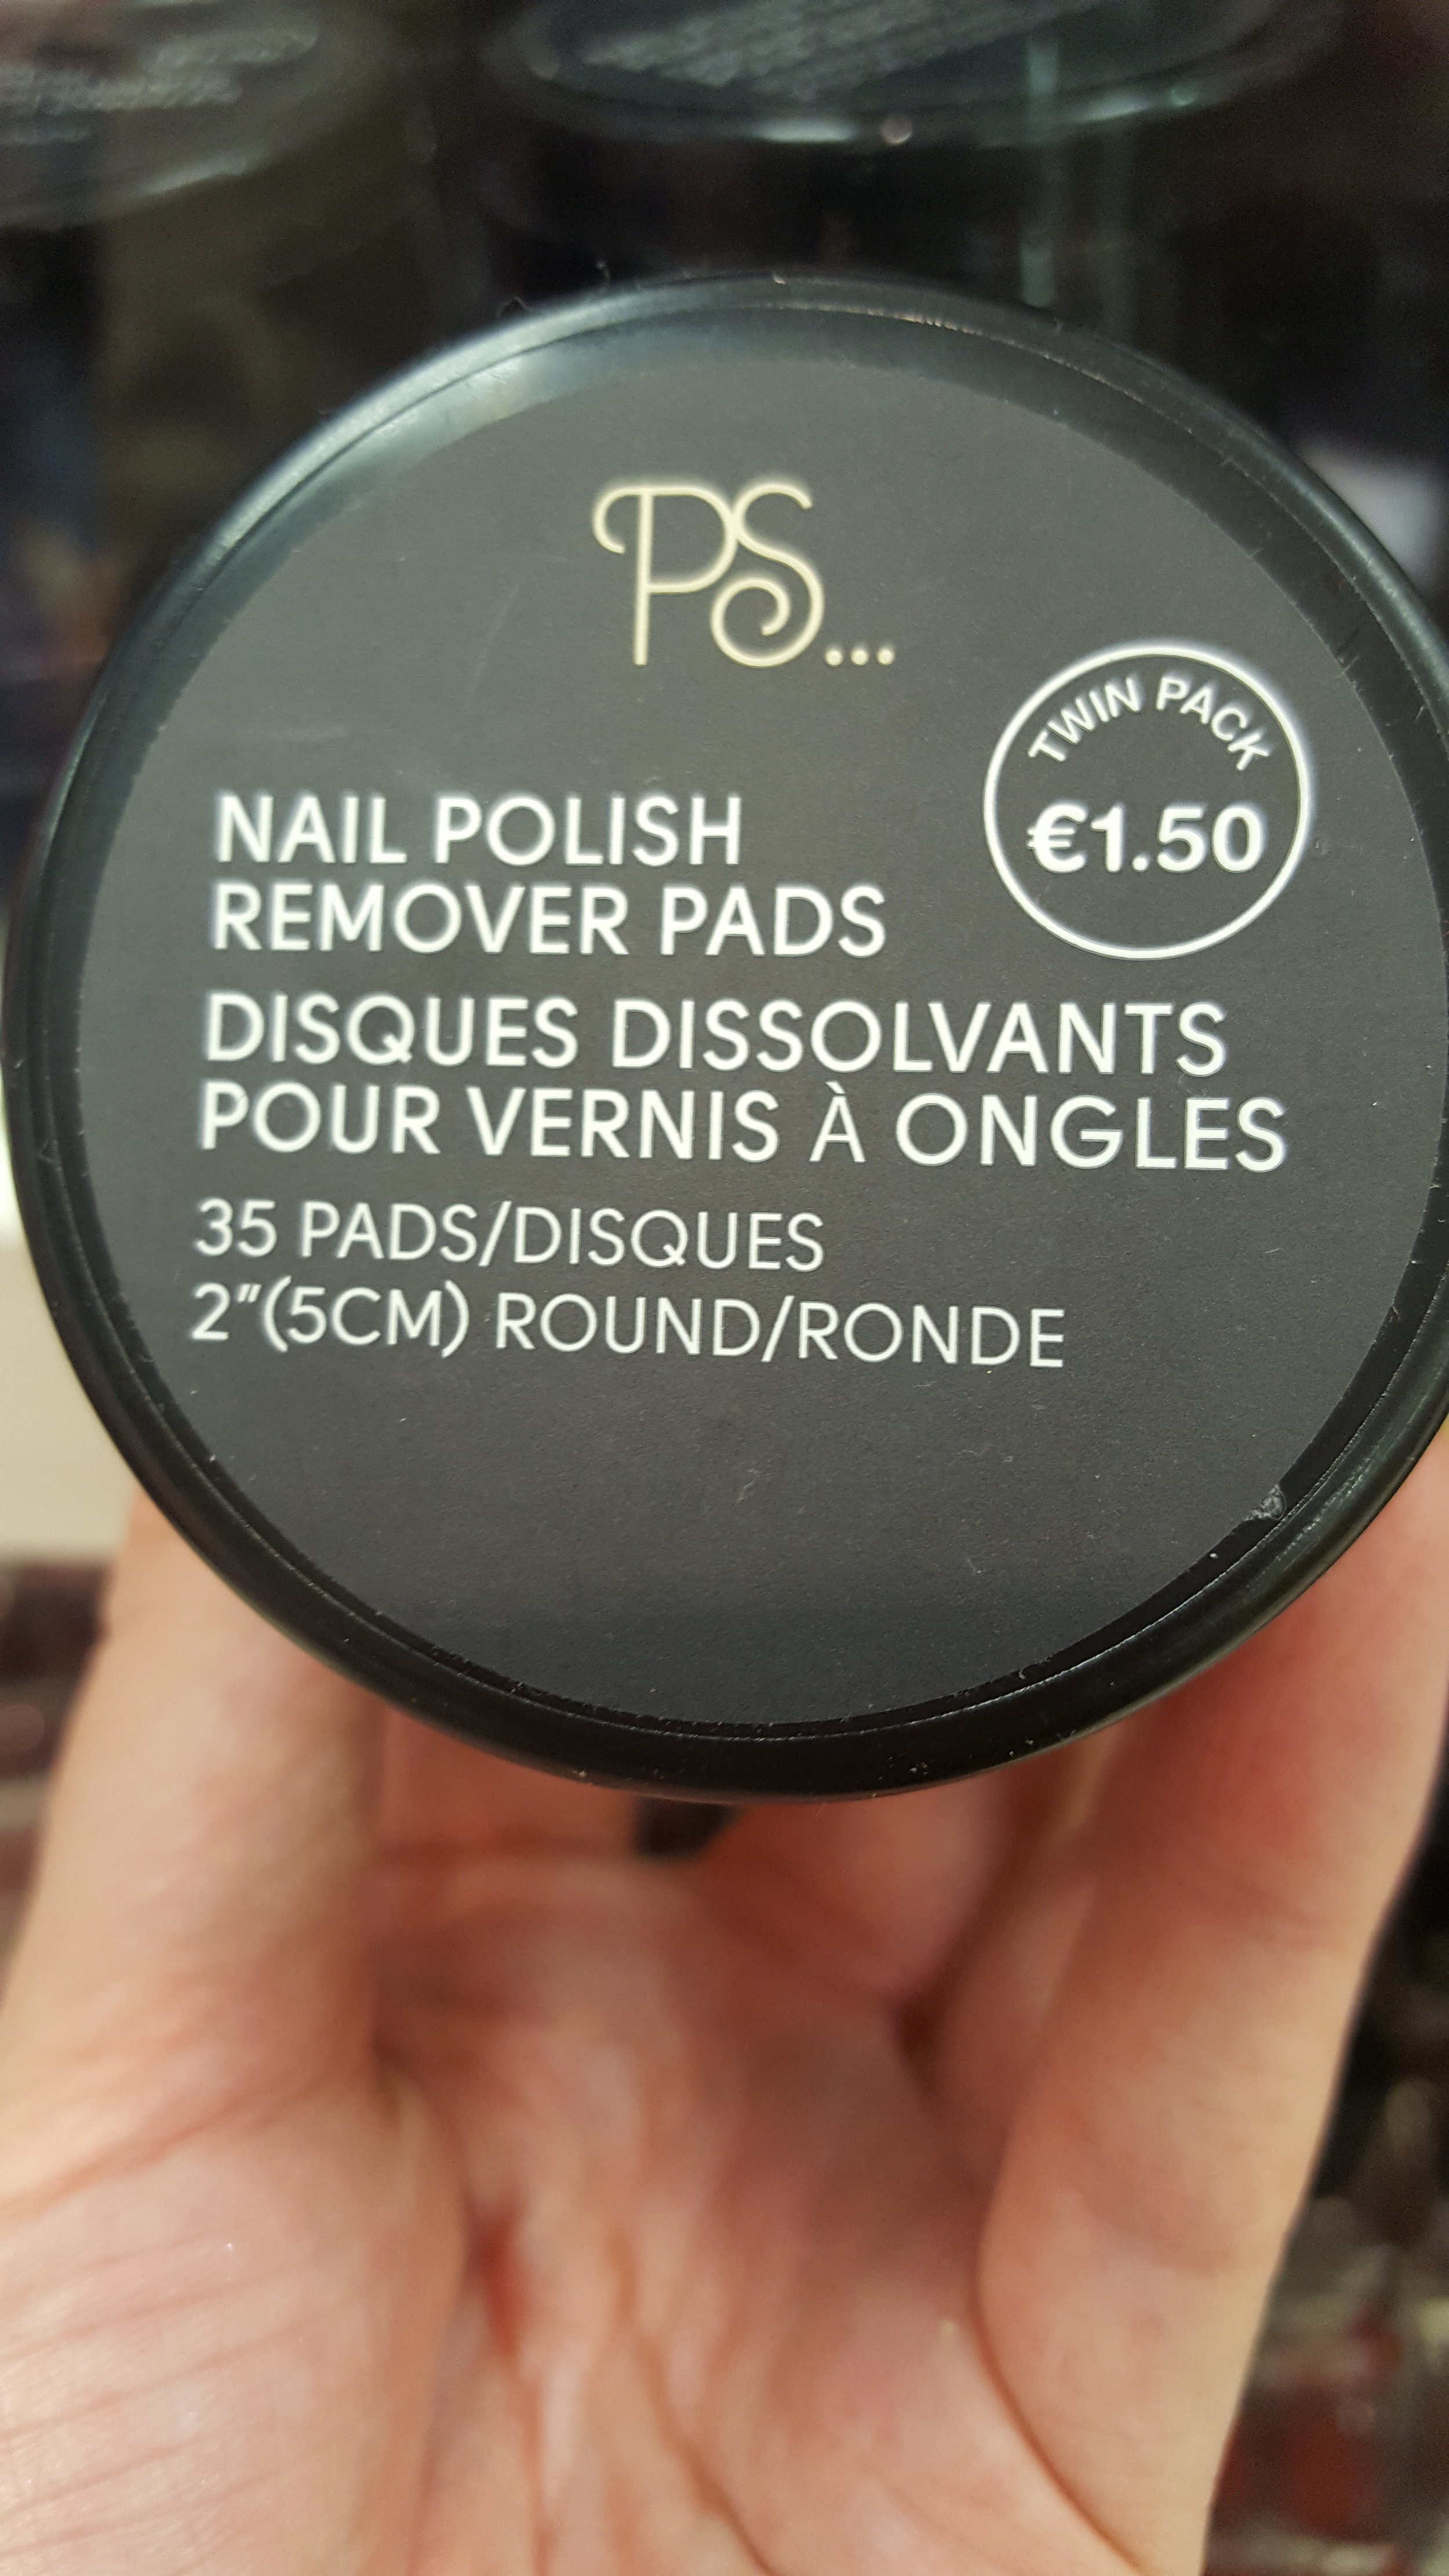 PS...
TWIN PACK
€1.50
NAIL POLISH
REMOVER PADS
DISQUES DISSOLVANTS
POUR VERNIS À ONGLES
35 PADS/DISQUES
2"(5CM) ROUND/RONDE